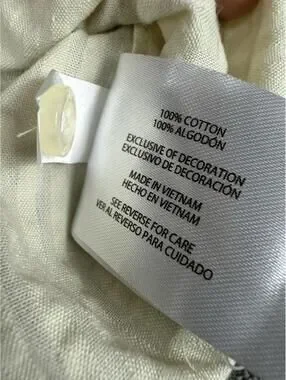 100% COTTON
100% ALGODON
EXCLUSIVE OF DECORATION
EXCLUSIVO DE DECORACIÓN
MADE IN VIETNAM
HECHO EN VIETNAM
SEE REVERSE FOR CARE
VER AL REVERSO PARA CUIDADO